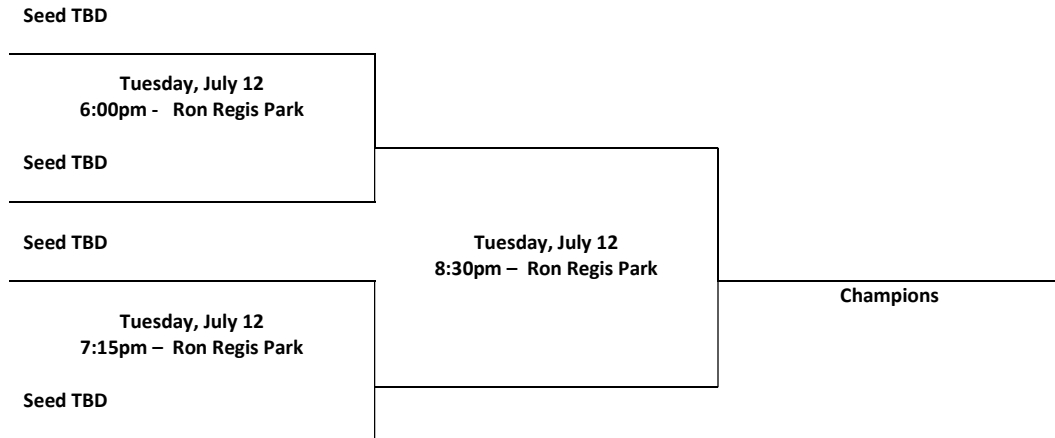 Seed TBD
Tuesday, July 12
6:00pm - Ron Regis Park
Seed TBD
Seed TBD
Tuesday, July 12
8:30pm – Ron Regis Park
Champions
Tuesday, July 12
7:15pm – Ron Regis Park
Seed TBD